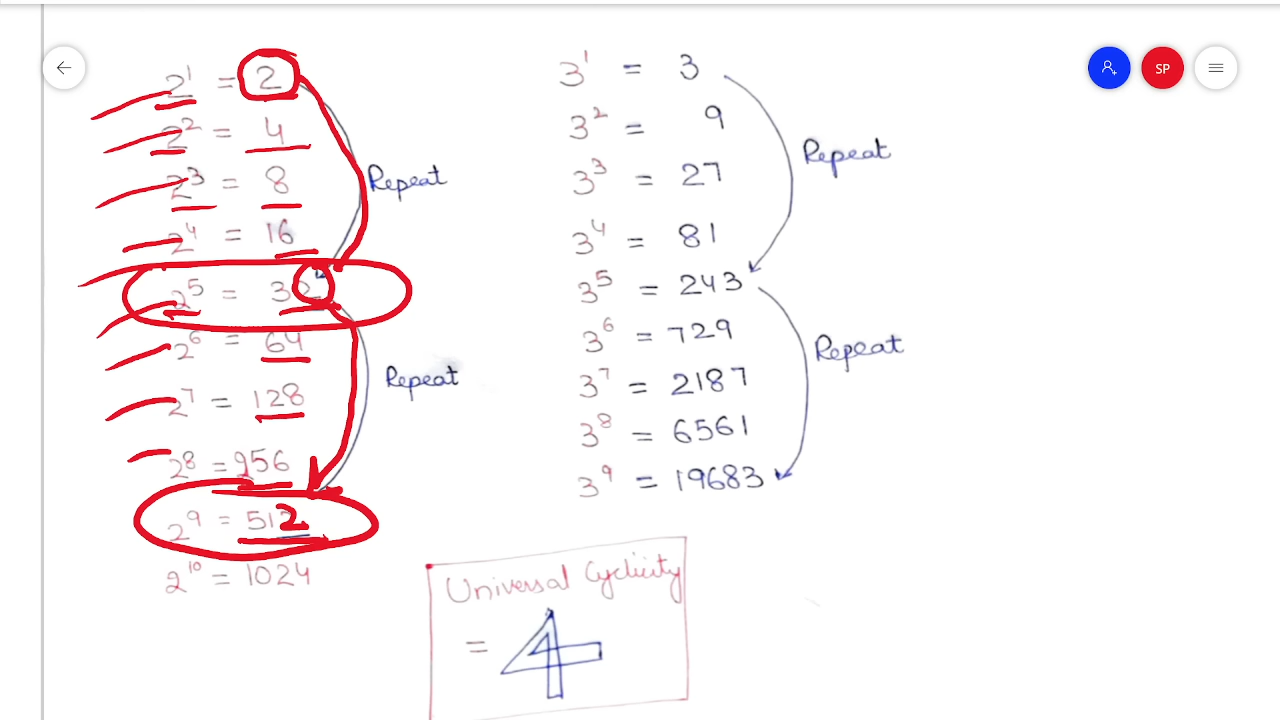 2¹ = 2
2² = 4
2³ = 8
2⁴ = 16
2⁵ = 32
2⁶ = 64
2⁷ = 128
2⁸ = 256
2⁹ = 512
2¹⁰ = 1024
Repeat
Repeat
3¹ = 3
3² = 9
3³ = 27
3⁴ = 81
3⁵ = 243
3⁶ = 729
3⁷ = 2187
3⁸ = 6561
3⁹ = 19683
Repeat
Repeat
SP
Universal Cyclicity
= 4